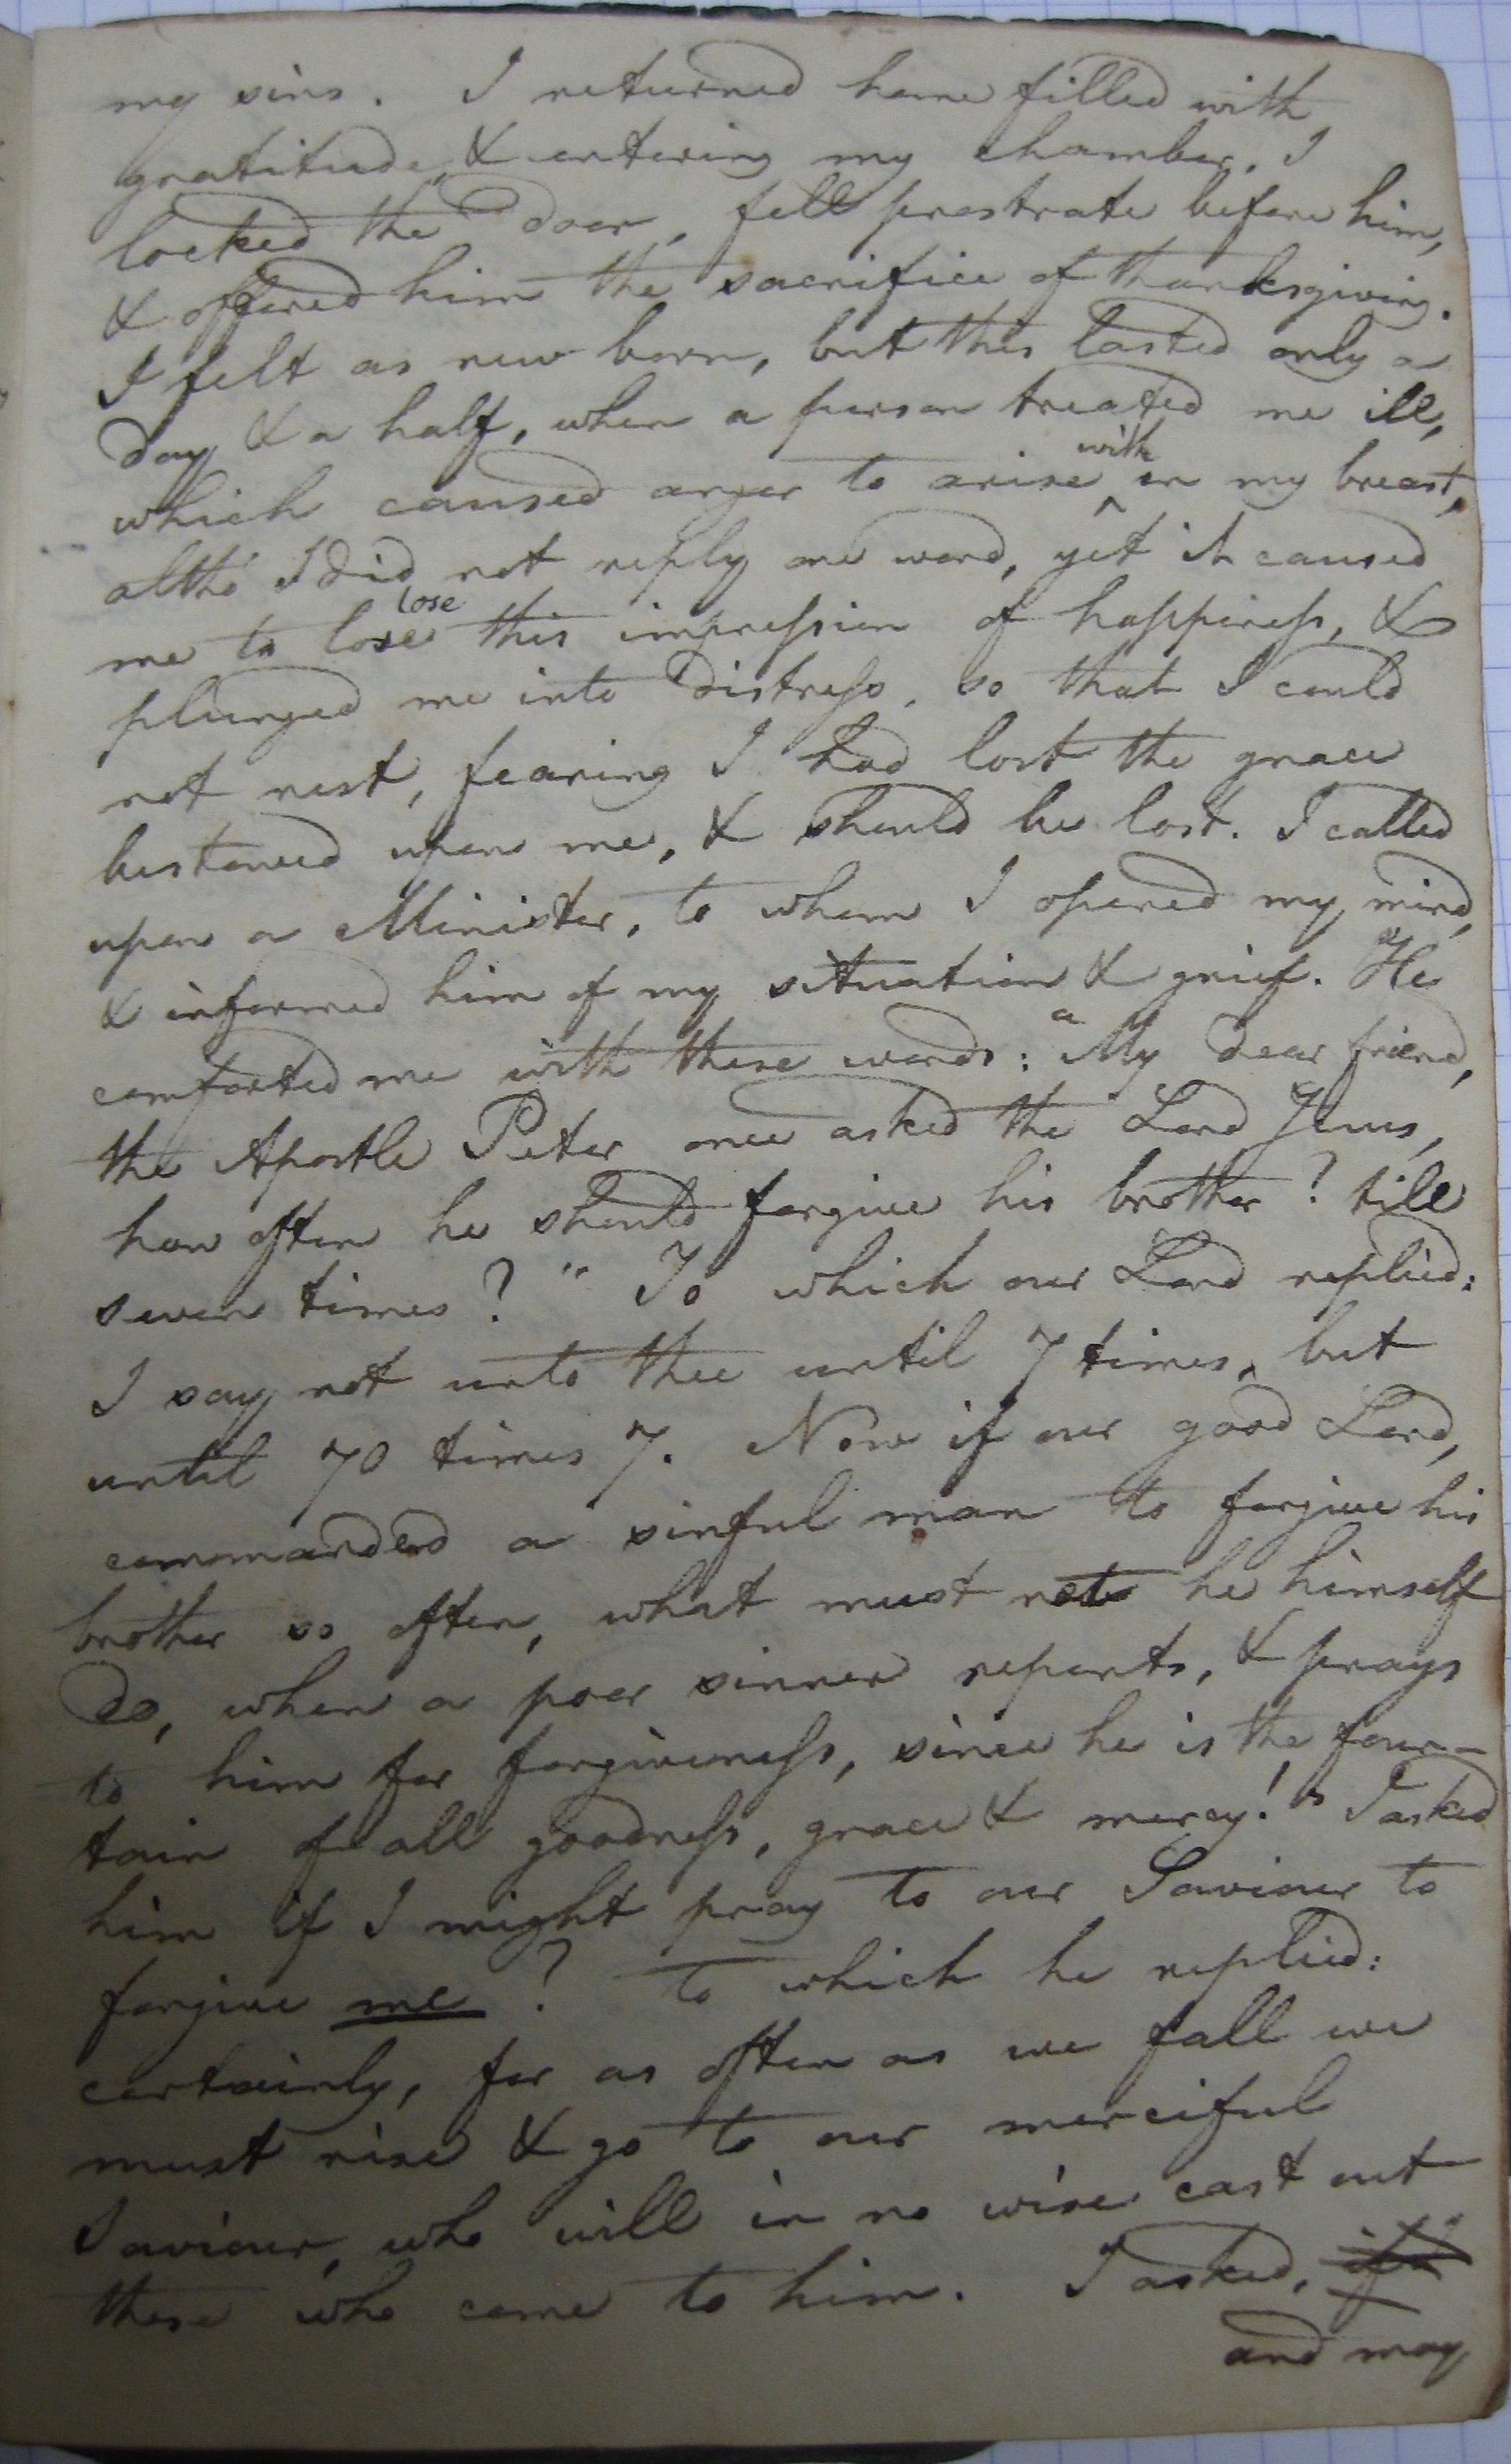 my sins. I returned home filled with
gratitude, & entering my chamber, I
locked the door, fell prostrate before him,
& offered him the sacrifice of thanksgiving.
I felt as new born, but this lasted only a
day & a half, when a person treated me ill,
which caused anger to arise ^with in my breast,
altho' I did not reply one word, yet it caused
me to lose lose this impression of happiness, &
plunged me into distress, so that I could
not rest, fearing I had lost the grace
bestowed upon me, & should be lost. I called
upon a Minister, to whom I opened my mind,
& informed him of my situation & grief. He
comforted me with these words: "My dear friend,
the Apostle Peter once asked the Lord Jesus,
how often he should forgive his brother? till
seven times?" To which our Lord replied:
I say not unto thee until 7 times, but
until 70 times 7. Now if our good Lord,
commanded a sinful man to forgive his
brother so often, what must not he himself
do, when a poor sinner repents, & prays
to him for forgiveness, since he is the foun-
tain of all goodness, grace & mercy!" I asked
him if I might pray to our Saviour to
forgive me? to which he replied:
certainly, for as often as we fall we
must rise & go to our merciful
Saviour, who will in no wise cast out
those who come to him. I asked, if
and may